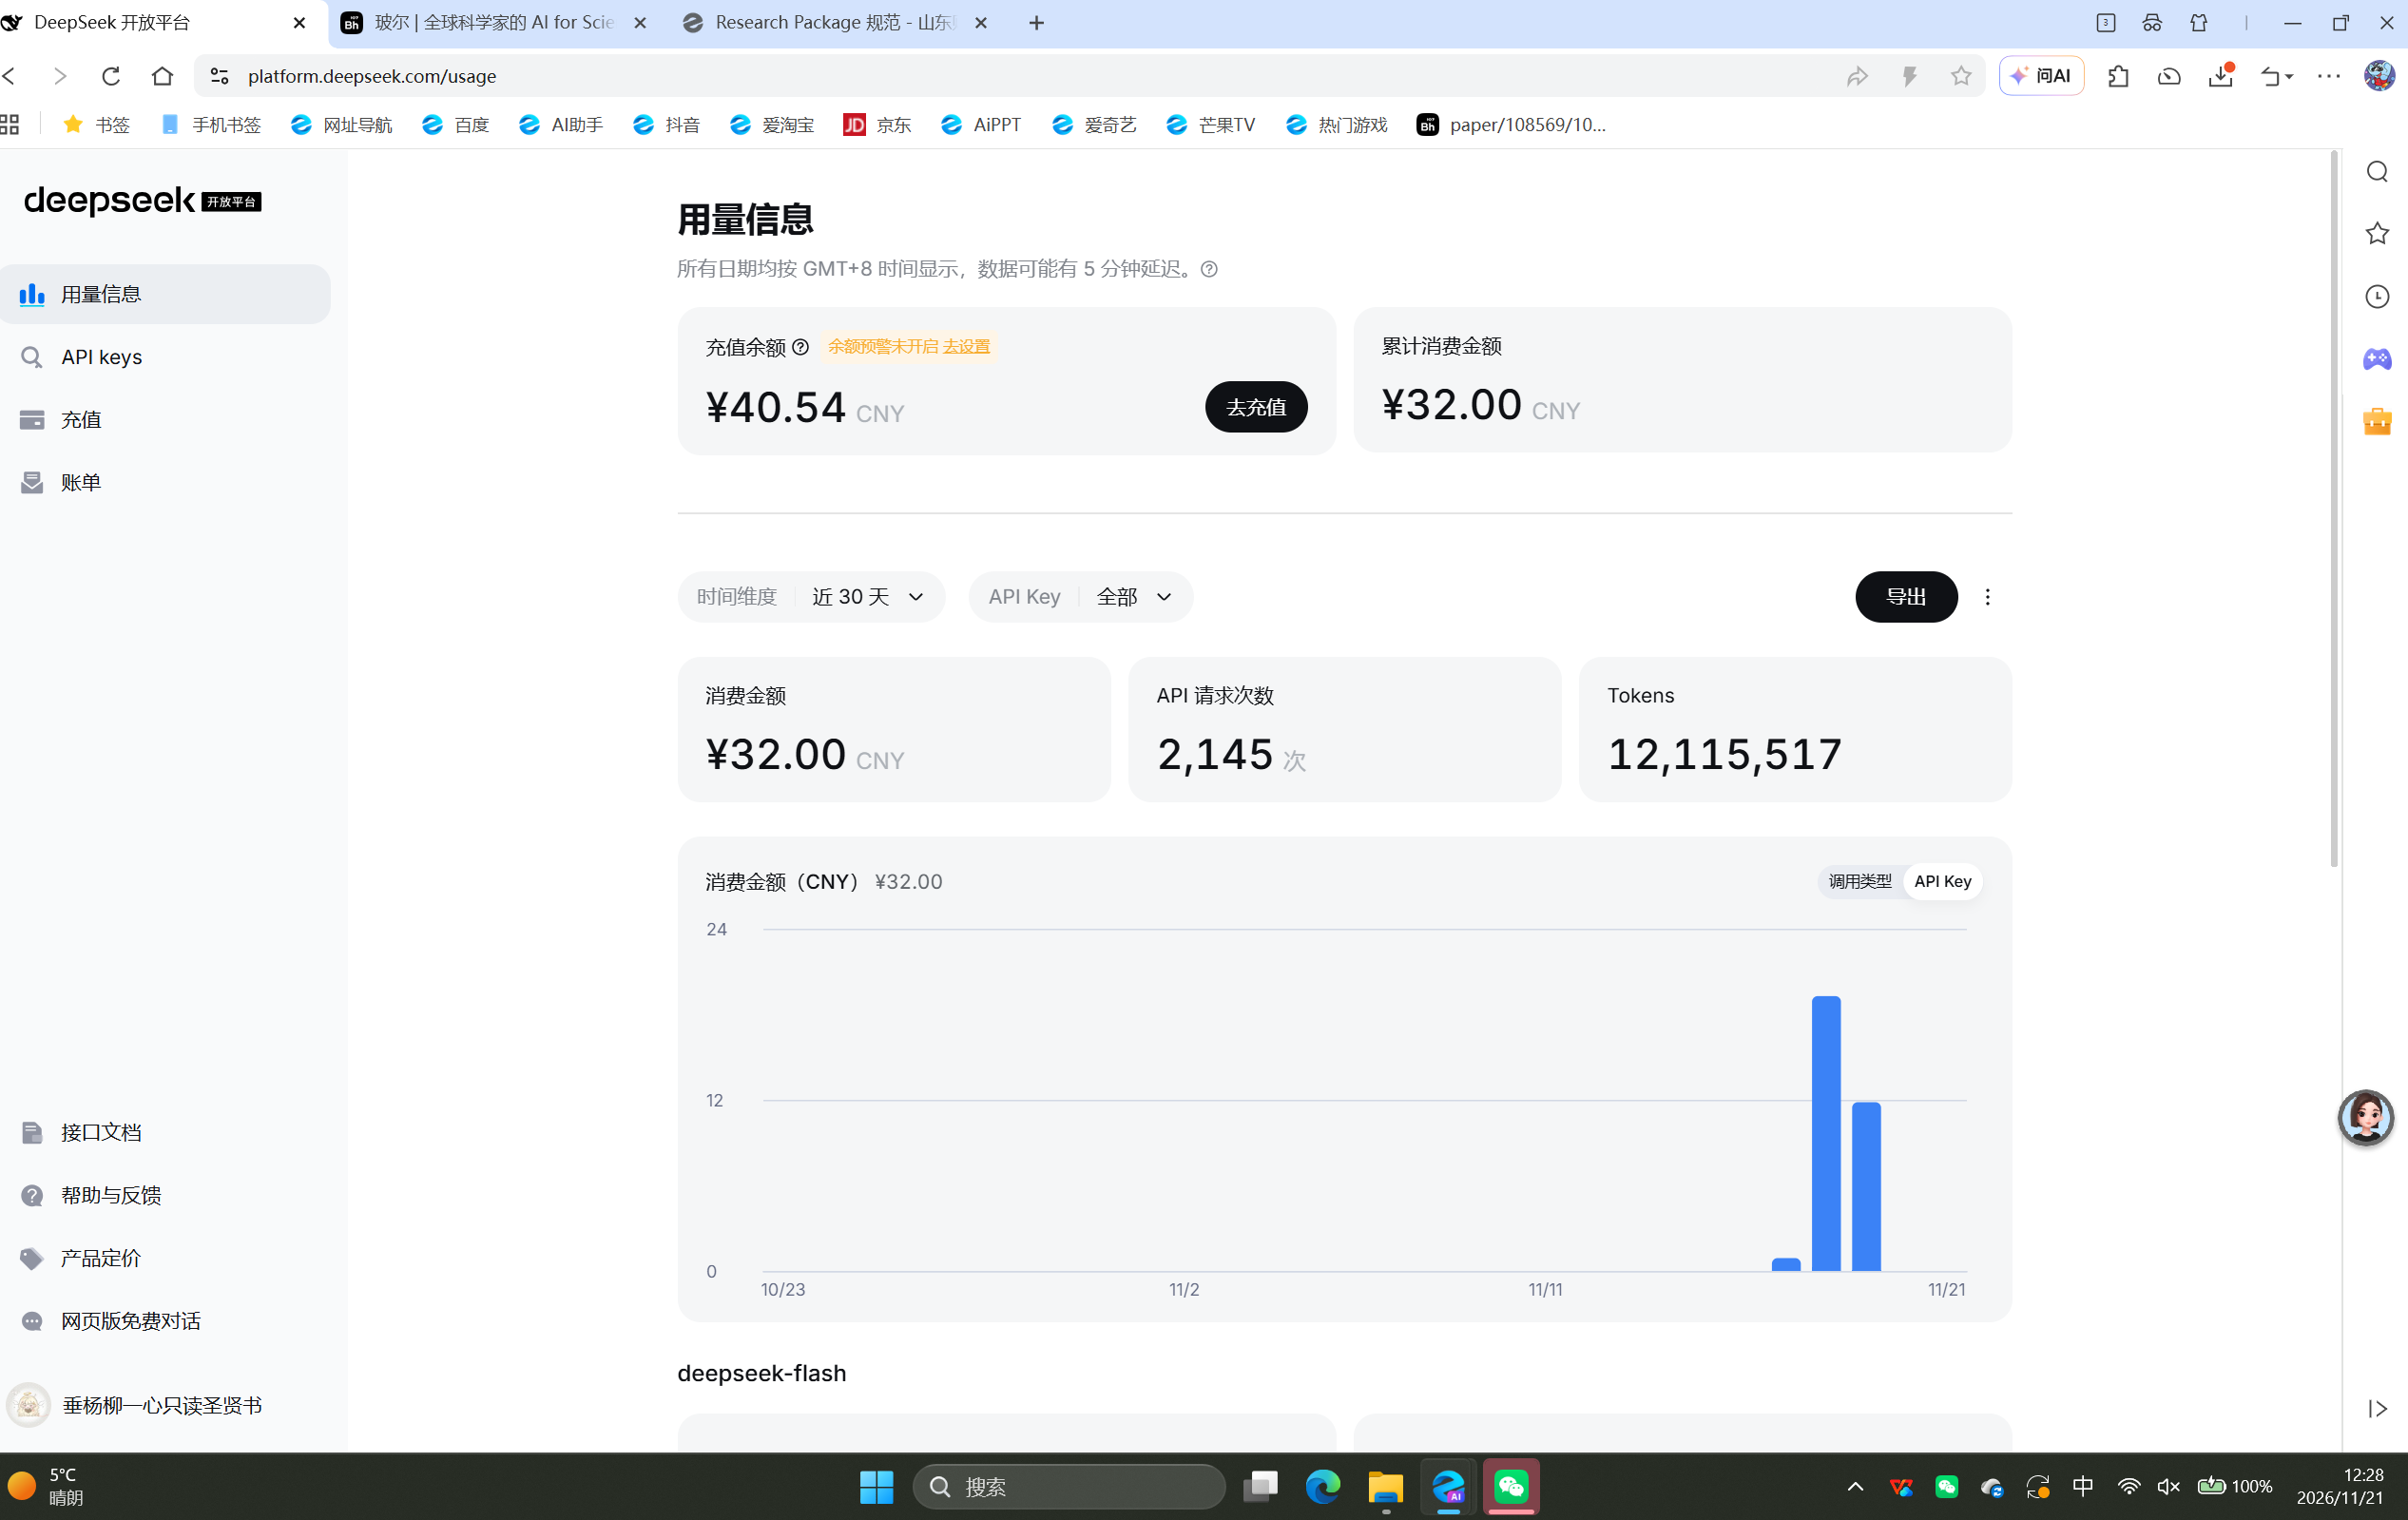 DeepSeek 开放平台
玻尔 | 全球科学家的 AI for Scie
Research Package 规范 - 山东
3
platform.deepseek.com/usage
问AI
书签 手机书签 网址导航 百度 AI助手 抖音 爱淘宝 JD 京东 AiPPT 爱奇艺 芒果TV 热门游戏 Bh paper/108569/10...
deepseek 开放平台
用量信息
API keys
充值
账单
接口文档
帮助与反馈
产品定价
网页版免费对话
垂杨柳一心只读圣贤书
用量信息
所有日期均按 GMT+8 时间显示，数据可能有 5 分钟延迟。
充值余额 余额预警未开启 去设置
¥40.54 CNY
去充值
累计消费金额
¥32.00 CNY
时间维度 近 30 天
API Key 全部
导出
消费金额
¥32.00 CNY
API 请求次数
2,145 次
Tokens
12,115,517
消费金额（CNY） ¥32.00
调用类型 API Key
24
12
0
10/23 11/2 11/11 11/21
deepseek-flash
5°C
晴朗
搜索
AI
中
100%
12:28
2026/11/21